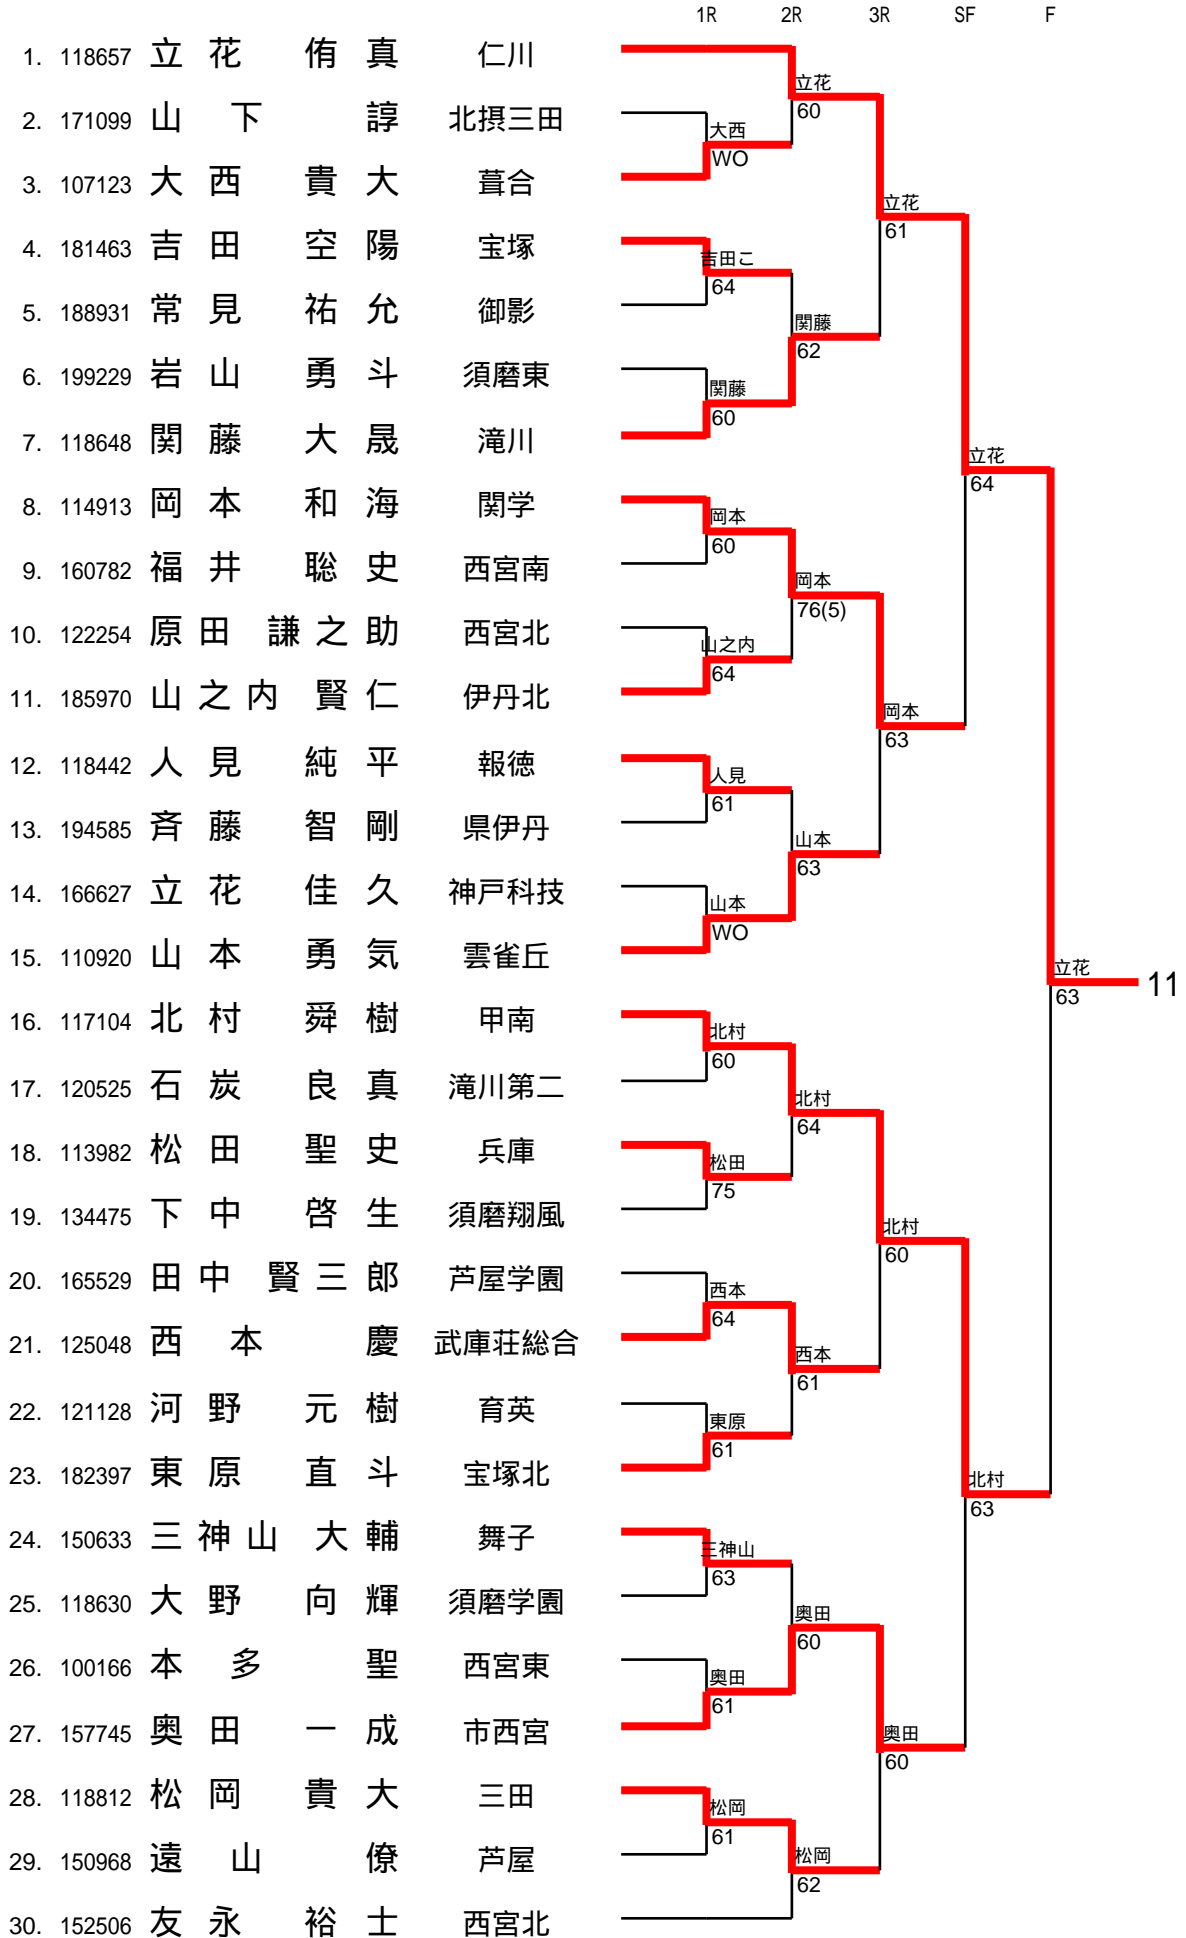 1R 2R 3R SF F
1. 118657 立花 侑真 仁川
立花
2. 171099 山下 諄 北摂三田
60
大西
WO
3. 107123 大西 貴大 葺合
立花
61
4. 181463 吉田 空陽 宝塚
吉田こ
64
5. 188931 常見 祐允 御影
関藤
62
6. 199229 岩山 勇斗 須磨東
関藤
60
7. 118648 関藤 大晟 滝川
立花
64
8. 114913 岡本 和海 関学
岡本
60
9. 160782 福井 聡史 西宮南
岡本
76(5)
10. 122254 原田 謙之助 西宮北
山之内
64
11. 185970 山之内 賢仁 伊丹北
岡本
63
12. 118442 人見 純平 報徳
人見
61
13. 194585 斉藤 智剛 県伊丹
山本
63
14. 166627 立花 佳久 神戸科技
山本
WO
15. 110920 山本 勇気 雲雀丘
立花
63
11
16. 117104 北村 舜樹 甲南
北村
60
17. 120525 石炭 良真 滝川第二
北村
64
18. 113982 松田 聖史 兵庫
松田
75
19. 134475 下中 啓生 須磨翔風
北村
60
20. 165529 田中 賢三郎 芦屋学園
西本
64
21. 125048 西本 慶 武庫荘総合
西本
61
22. 121128 河野 元樹 育英
東原
61
23. 182397 東原 直斗 宝塚北
北村
63
24. 150633 三神山 大輔 舞子
三神山
63
25. 118630 大野 向輝 須磨学園
奥田
60
26. 100166 本多 聖 西宮東
奥田
61
27. 157745 奥田 一成 市西宮
奥田
60
28. 118812 松岡 貴大 三田
松岡
61
29. 150968 遠山 僚 芦屋
松岡
62
30. 152506 友永 裕士 西宮北